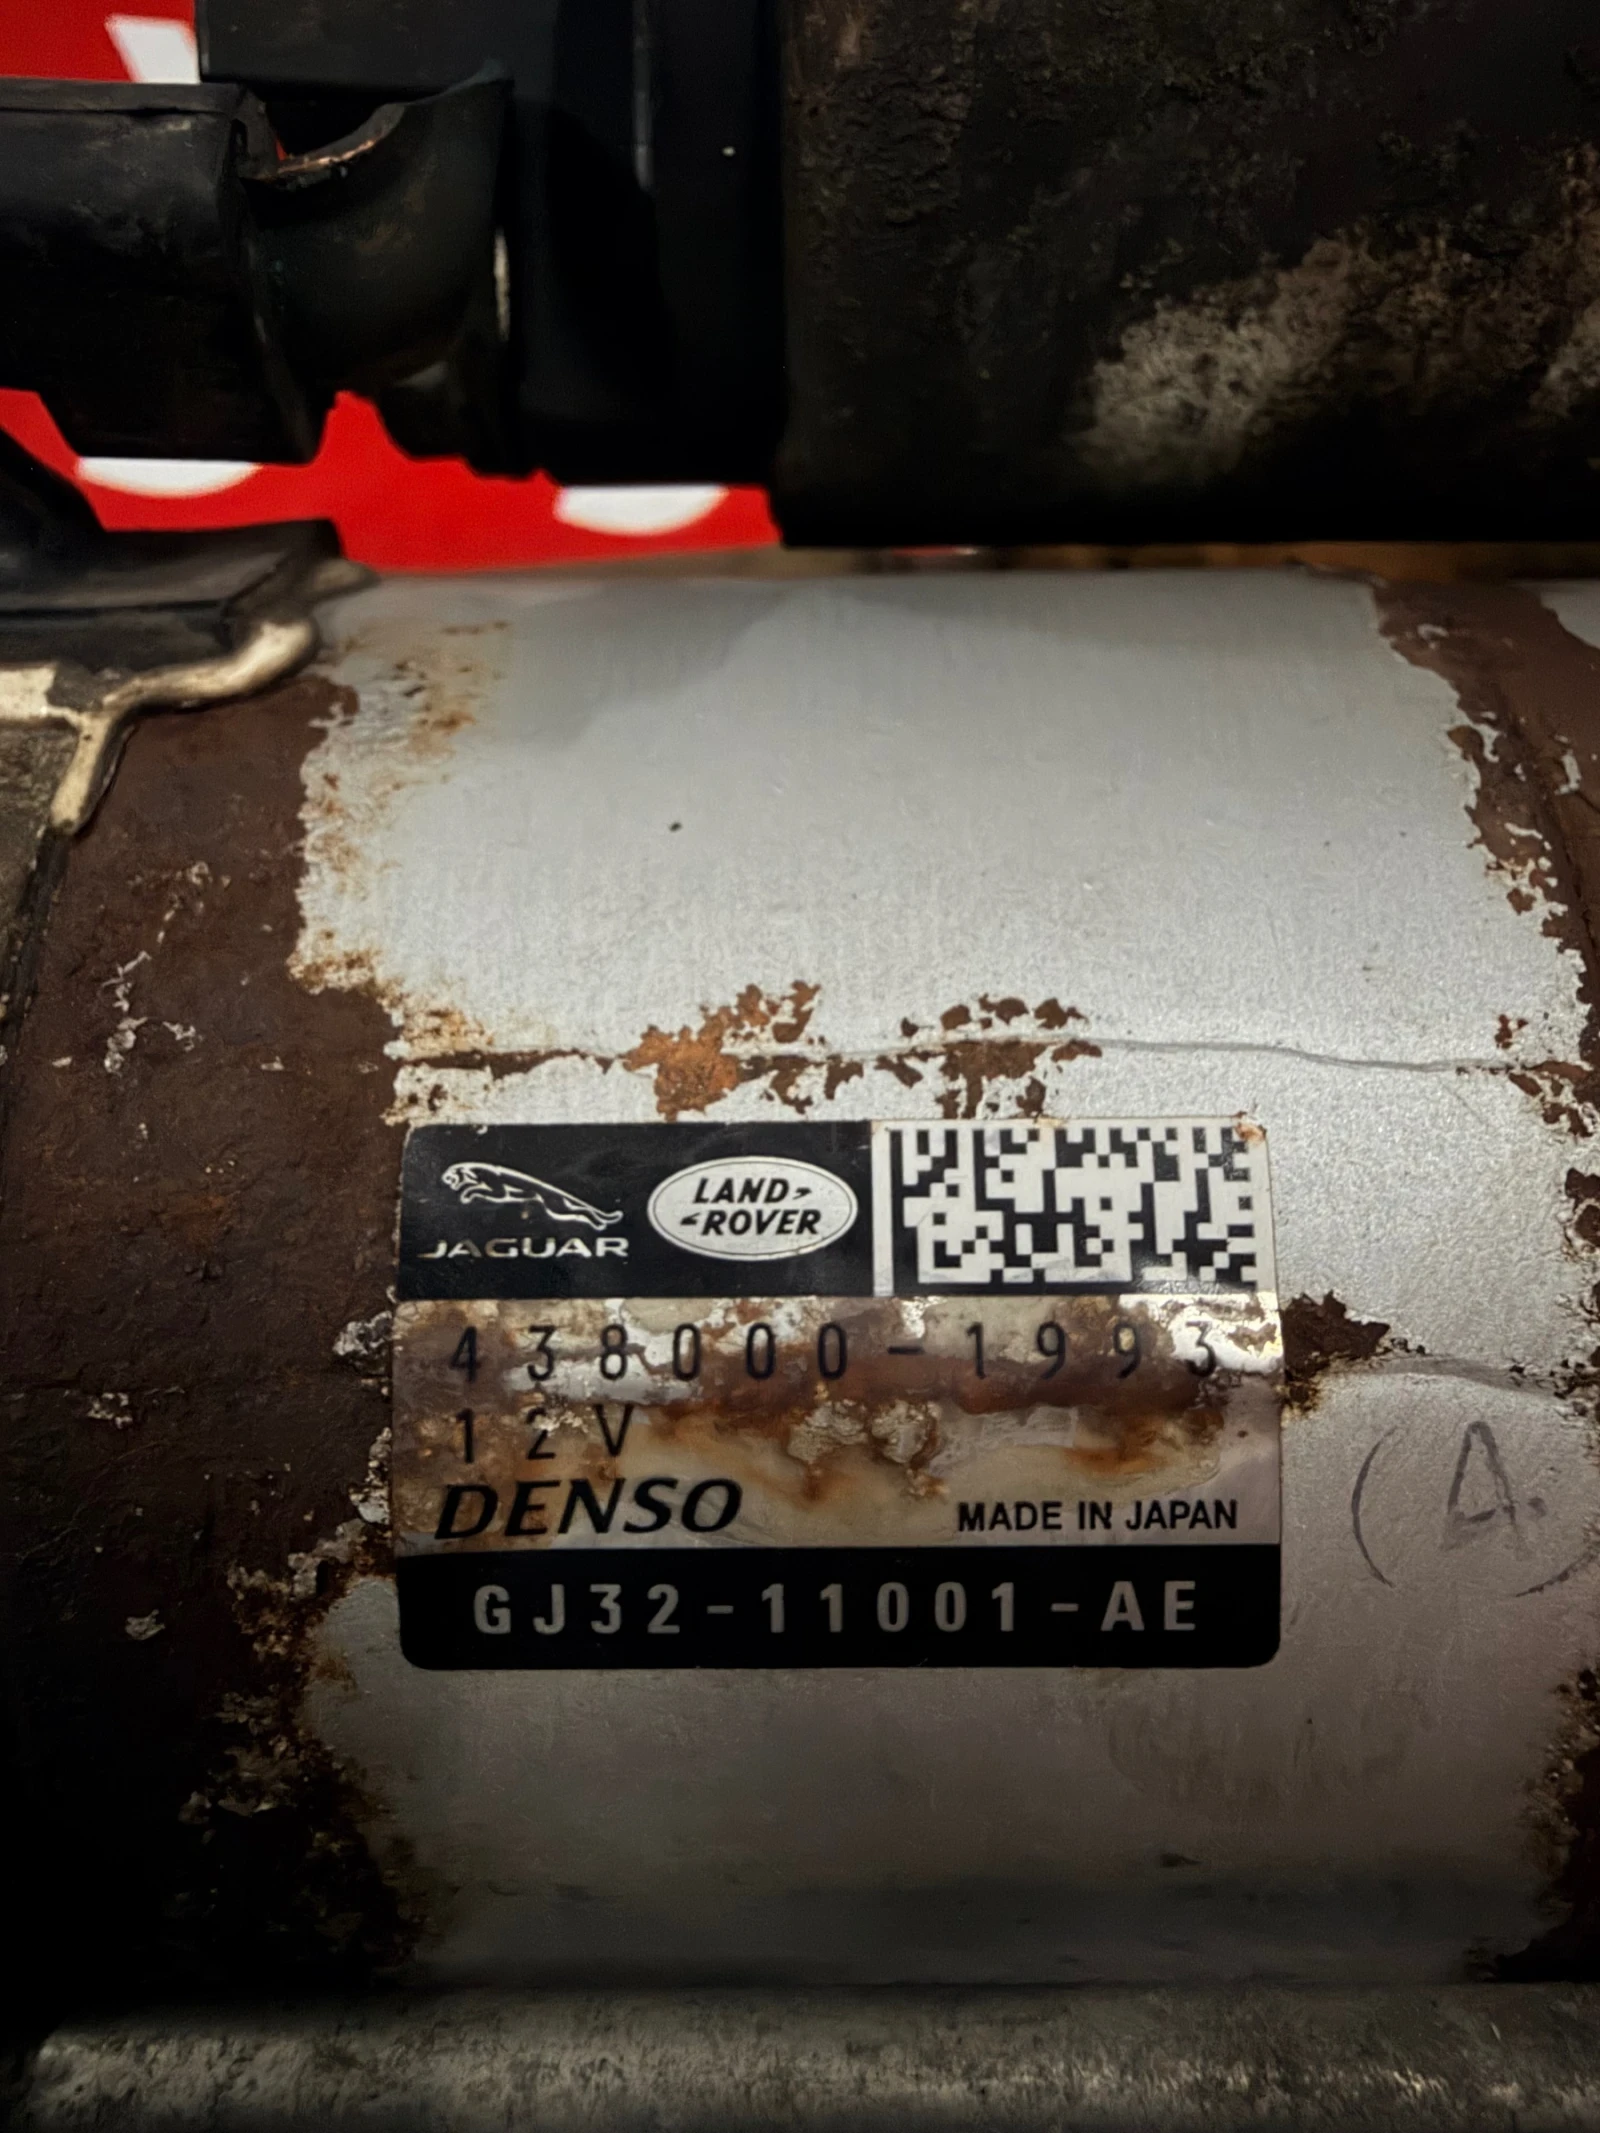 JAGUAR
LAND-
-ROVER
438000-1993
12V
DENSO
MADE IN JAPAN
GJ32-11001-AE
(A)